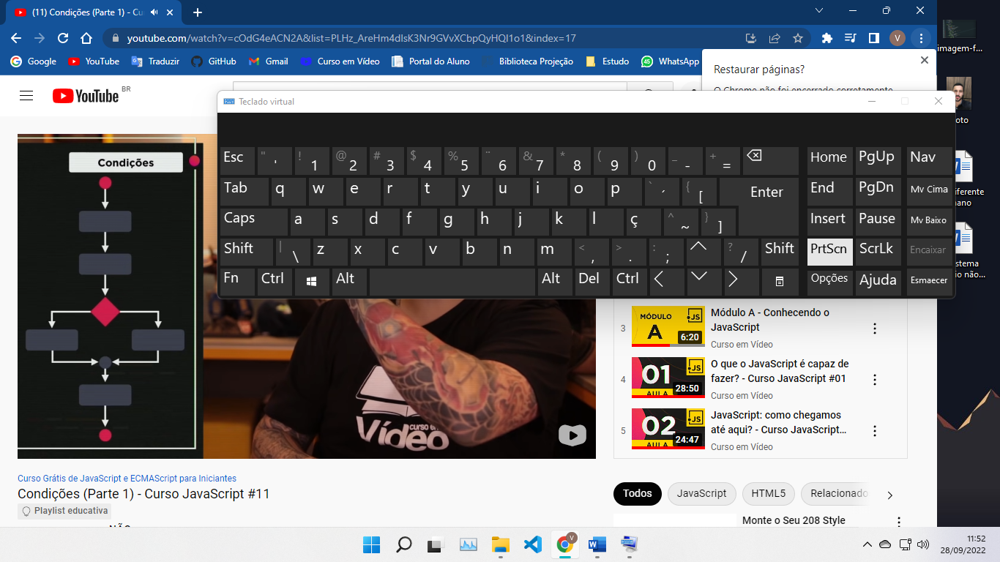 (11) Condições (Parte 1) - Cu
youtube.com/watch?v=cOdG4eACN2A&list=PLHz_AreHm4dlsK3Nr9GVvXCbpQyHQl1o1&index=17
V
Google YouTube Traduzir GitHub Gmail Curso em Vídeo Portal do Aluno Biblioteca Projeção Estudo 45 WhatsApp
Restaurar páginas?
O Chrome não foi encerrado corretamente
YouTube BR
Teclado virtual
Esc " ' ! 1 @ 2 # 3 $ 4 % 5 ¨ 6 & 7 * 8 ( 9 ) 0 _ - + = Home PgUp Nav
Tab q w e r t y u i o p ` ´ { [ Enter End PgDn Mv Cima
Caps a s d f g h j k l ç ^ ~ } ] Insert Pause Mv Baixo
Shift | \ z x c v b n m < , > . : ; ? / Shift PrtScn ScrLk Encaixar
Fn Ctrl Alt Alt Del Ctrl Opções Ajuda Esmaecer
Condições
curso em
Vídeo
3
MÓDULO
A
JS
6:20
Módulo A - Conhecendo o
JavaScript
Curso em Vídeo
4
01
AULA
JS
28:50
O que o JavaScript é capaz de
fazer? - Curso JavaScript #01
Curso em Vídeo
5
02
AULA
JS
24:47
JavaScript: como chegamos
até aqui? - Curso JavaScript…
Curso em Vídeo
Curso Grátis de JavaScript e ECMAScript para Iniciantes
Condições (Parte 1) - Curso JavaScript #11
Playlist educativa
NÃO
Todos JavaScript HTML5 Relacionado
Monte o Seu 208 Style
imagem-f...
V
11:52
28/09/2022